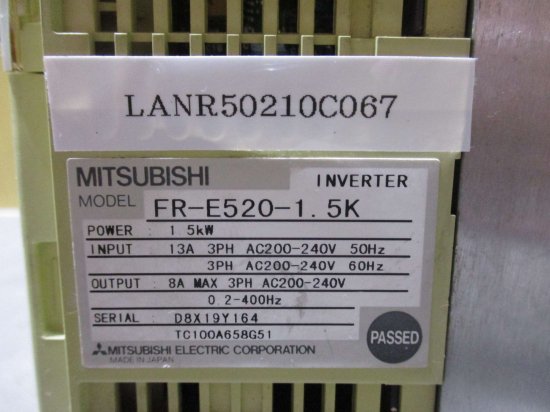 LANR50210C067
MITSUBISHI INVERTER
MODEL FR-E520-1.5K
POWER : 1 5kW
INPUT : 13A 3PH AC200-240V 50Hz
3PH AC200-240V 60Hz
OUTPUT : 8A MAX 3PH AC200-240V
0.2-400Hz
SERIAL : D8X19Y164
TC100A658G51
PASSED
MITSUBISHI ELECTRIC CORPORATION
MADE IN JAPAN